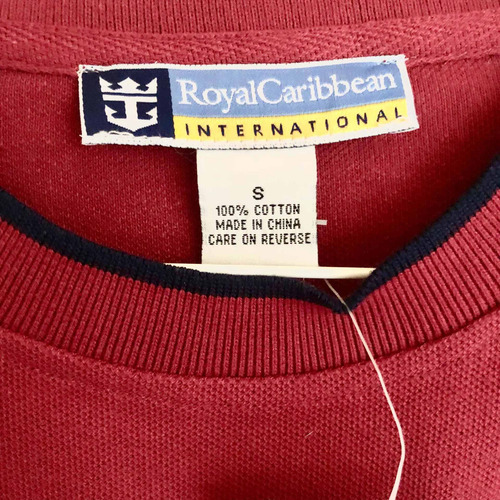 RoyalCaribbean
INTERNATIONAL
S
100% COTTON
MADE IN CHINA
CARE ON REVERSE